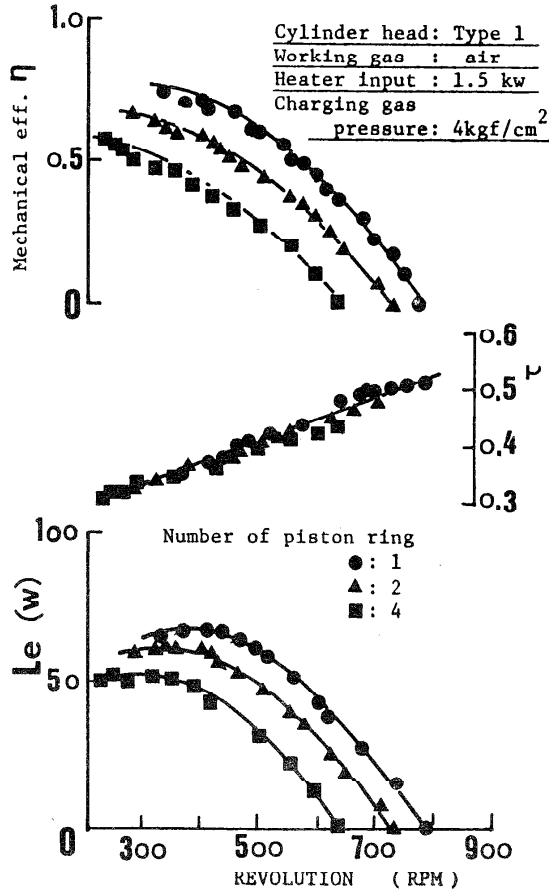 1.0
Cylinder head: Type 1
Working gas : air
Heater input : 1.5 kw
Charging gas
pressure: 4kgf/cm²
Mechanical eff. η
0.5
0
0.6
τ
0.5
0.4
0.3
100
Number of piston ring
● : 1
▲ : 2
■ : 4
Le (w)
50
0
300 500 700 900
REVOLUTION (RPM)